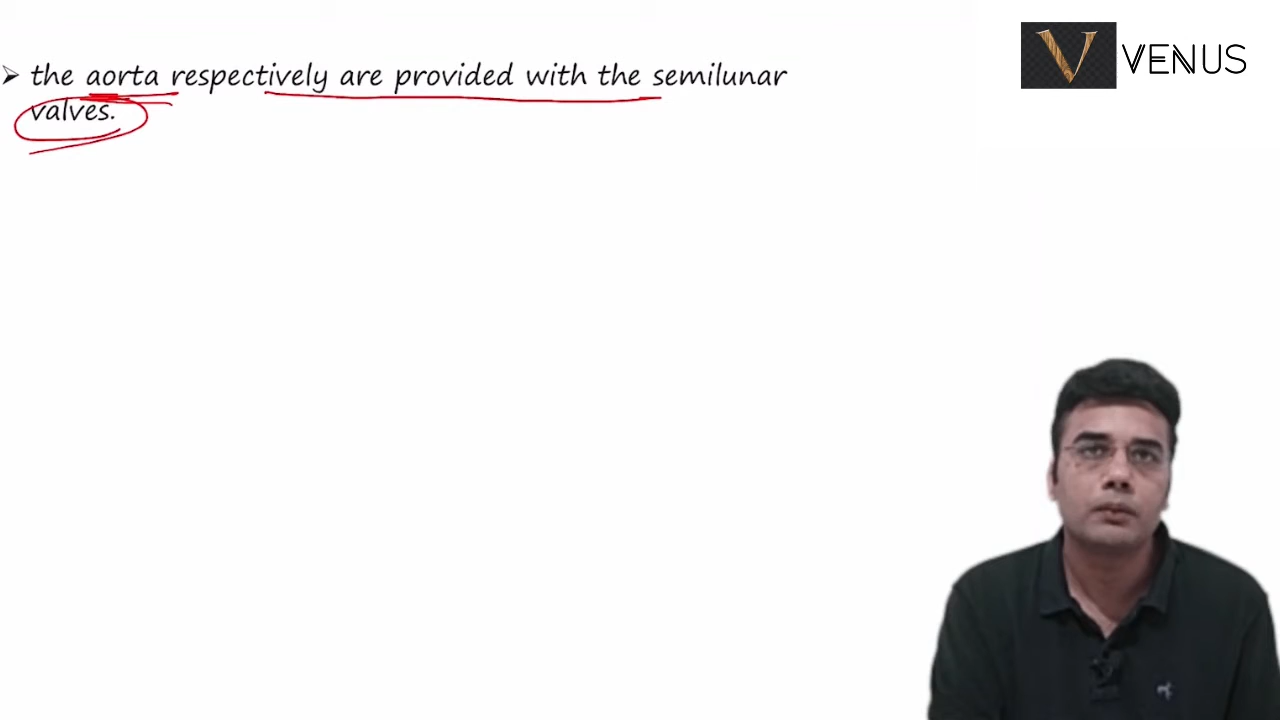 ➢ the aorta respectively are provided with the semilunar
valves.
V VENUS